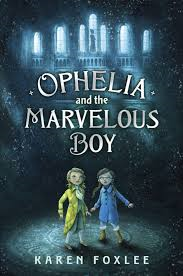 OPHELIA
and the
MARVELOUS
BOY
KAREN FOXLEE